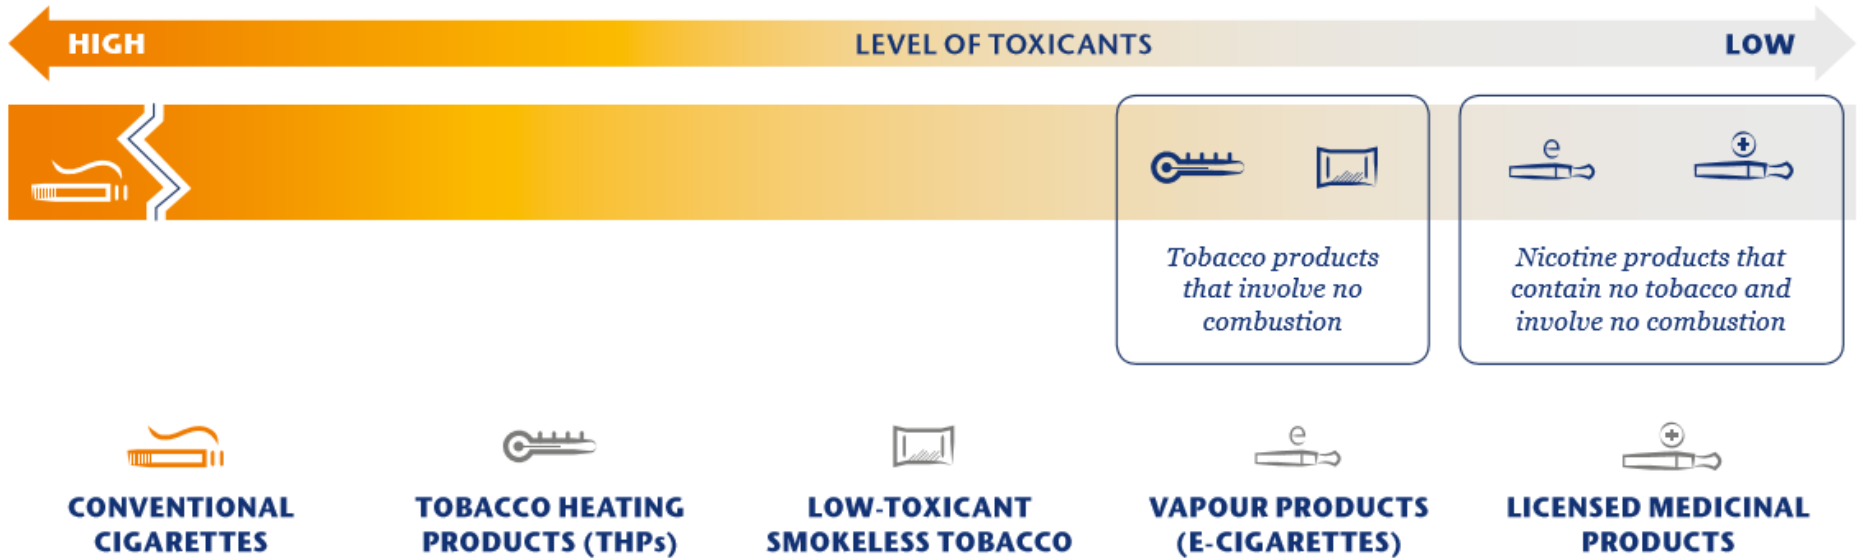 HIGH
LEVEL OF TOXICANTS
LOW
e
Tobacco products
that involve no
combustion
Nicotine products that
contain no tobacco and
involve no combustion
e
CONVENTIONAL
CIGARETTES
TOBACCO HEATING
PRODUCTS (THPs)
LOW-TOXICANT
SMOKELESS TOBACCO
VAPOUR PRODUCTS
(E-CIGARETTES)
LICENSED MEDICINAL
PRODUCTS